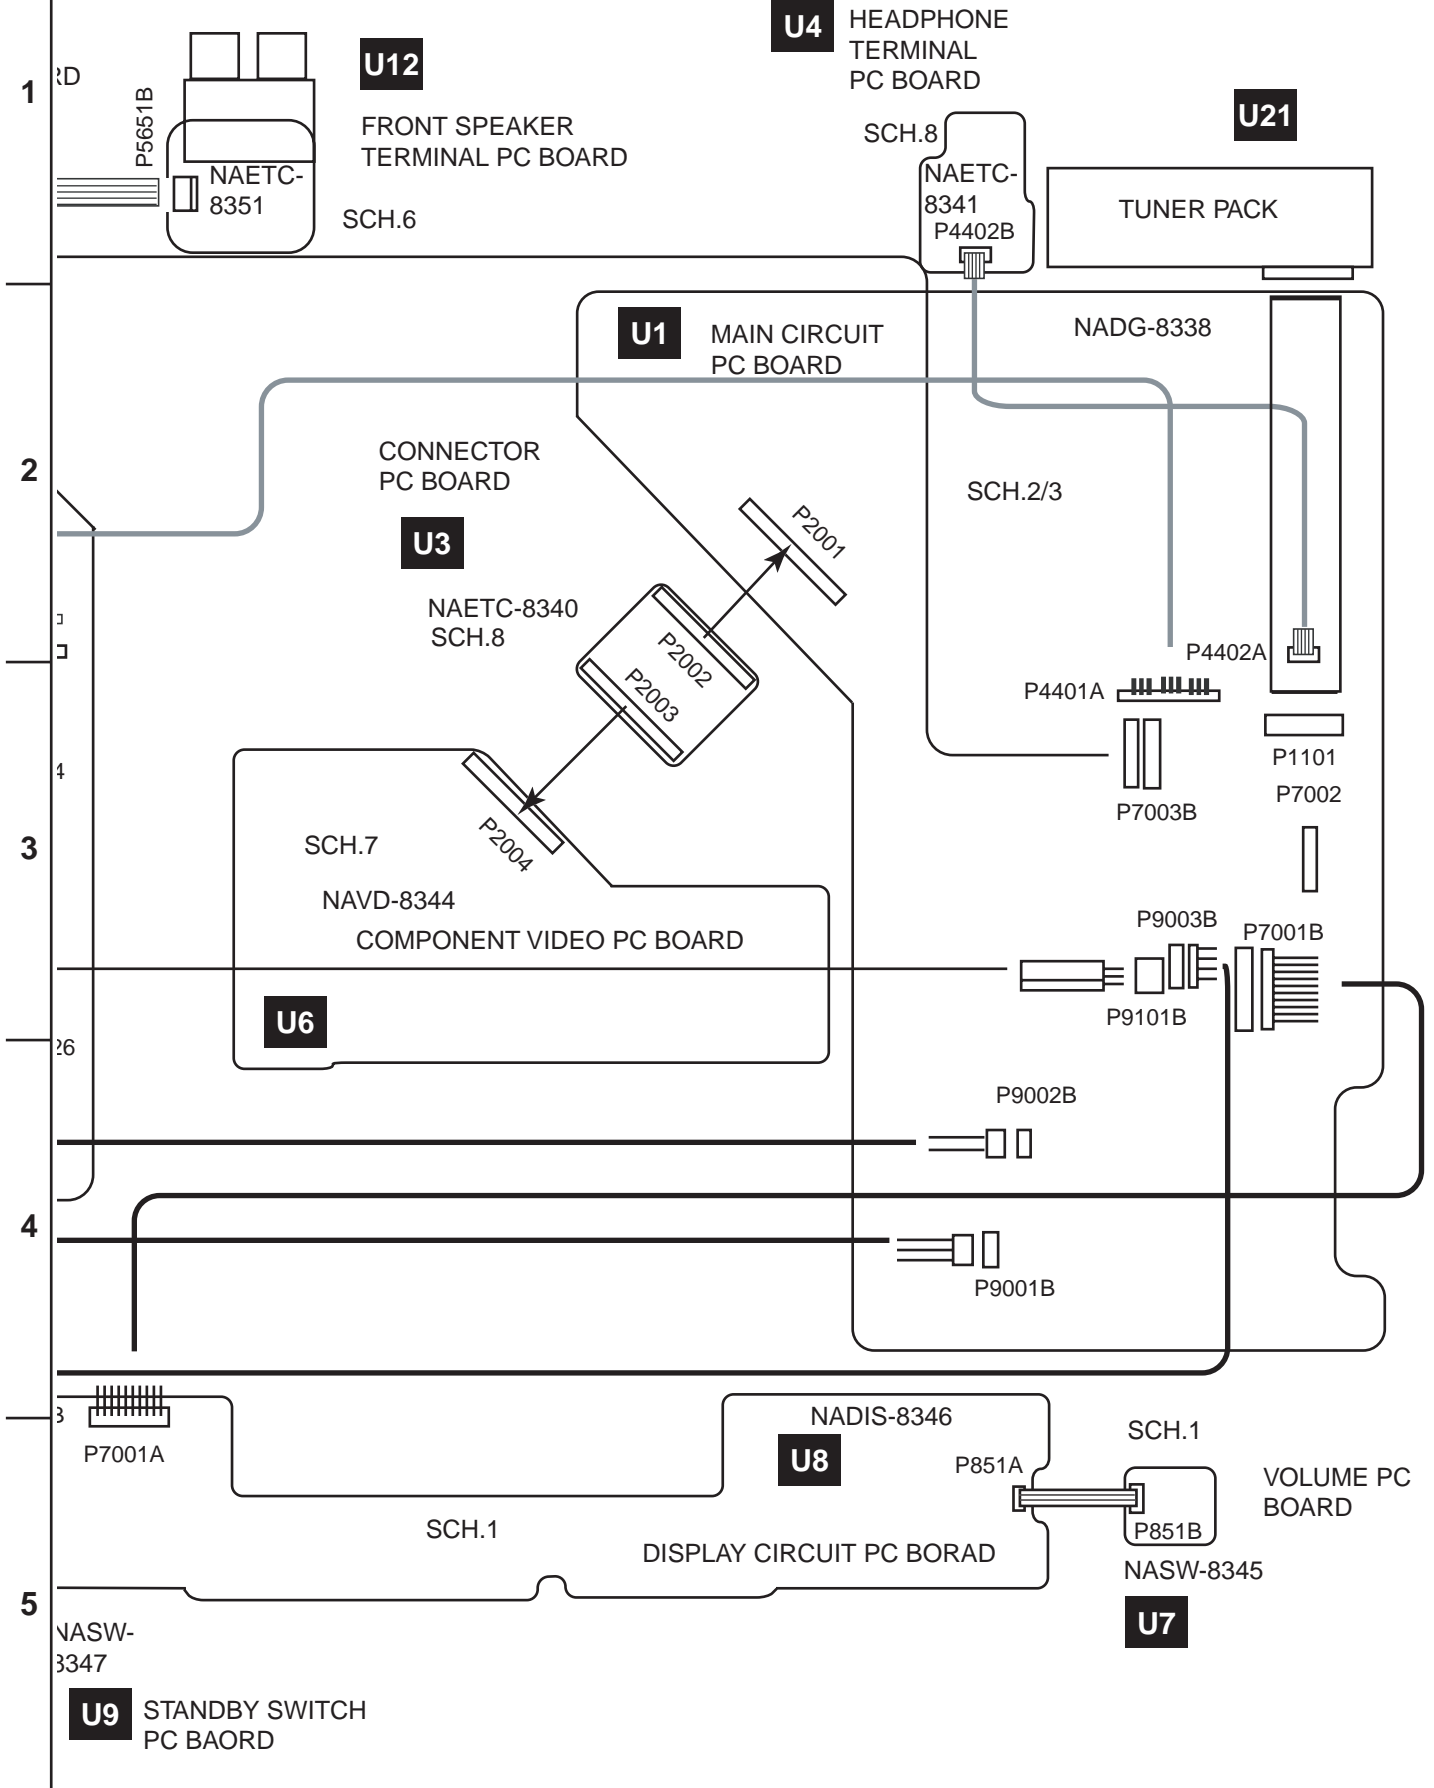 U4
HEADPHONE
TERMINAL
PC BOARD
1
RD
P5651B
U12
FRONT SPEAKER
TERMINAL PC BOARD
NAETC-
8351
SCH.6
SCH.8
NAETC-
8341
P4402B
U21
TUNER PACK
U1
MAIN CIRCUIT
PC BOARD
NADG-8338
2
CONNECTOR
PC BOARD
U3
NAETC-8340
SCH.8
SCH.2/3
P2001
P2002
P2003
P2004
P4402A
P4401A
P1101
P7002
P7003B
3
4
SCH.7
NAVD-8344
COMPONENT VIDEO PC BOARD
U6
P9003B
P7001B
P9101B
26
P9002B
4
P9001B
P7001A
NADIS-8346
U8
P851A
SCH.1
SCH.1
DISPLAY CIRCUIT PC BORAD
VOLUME PC
BOARD
P851B
NASW-8345
U7
5
NASW-
8347
U9
STANDBY SWITCH
PC BAORD